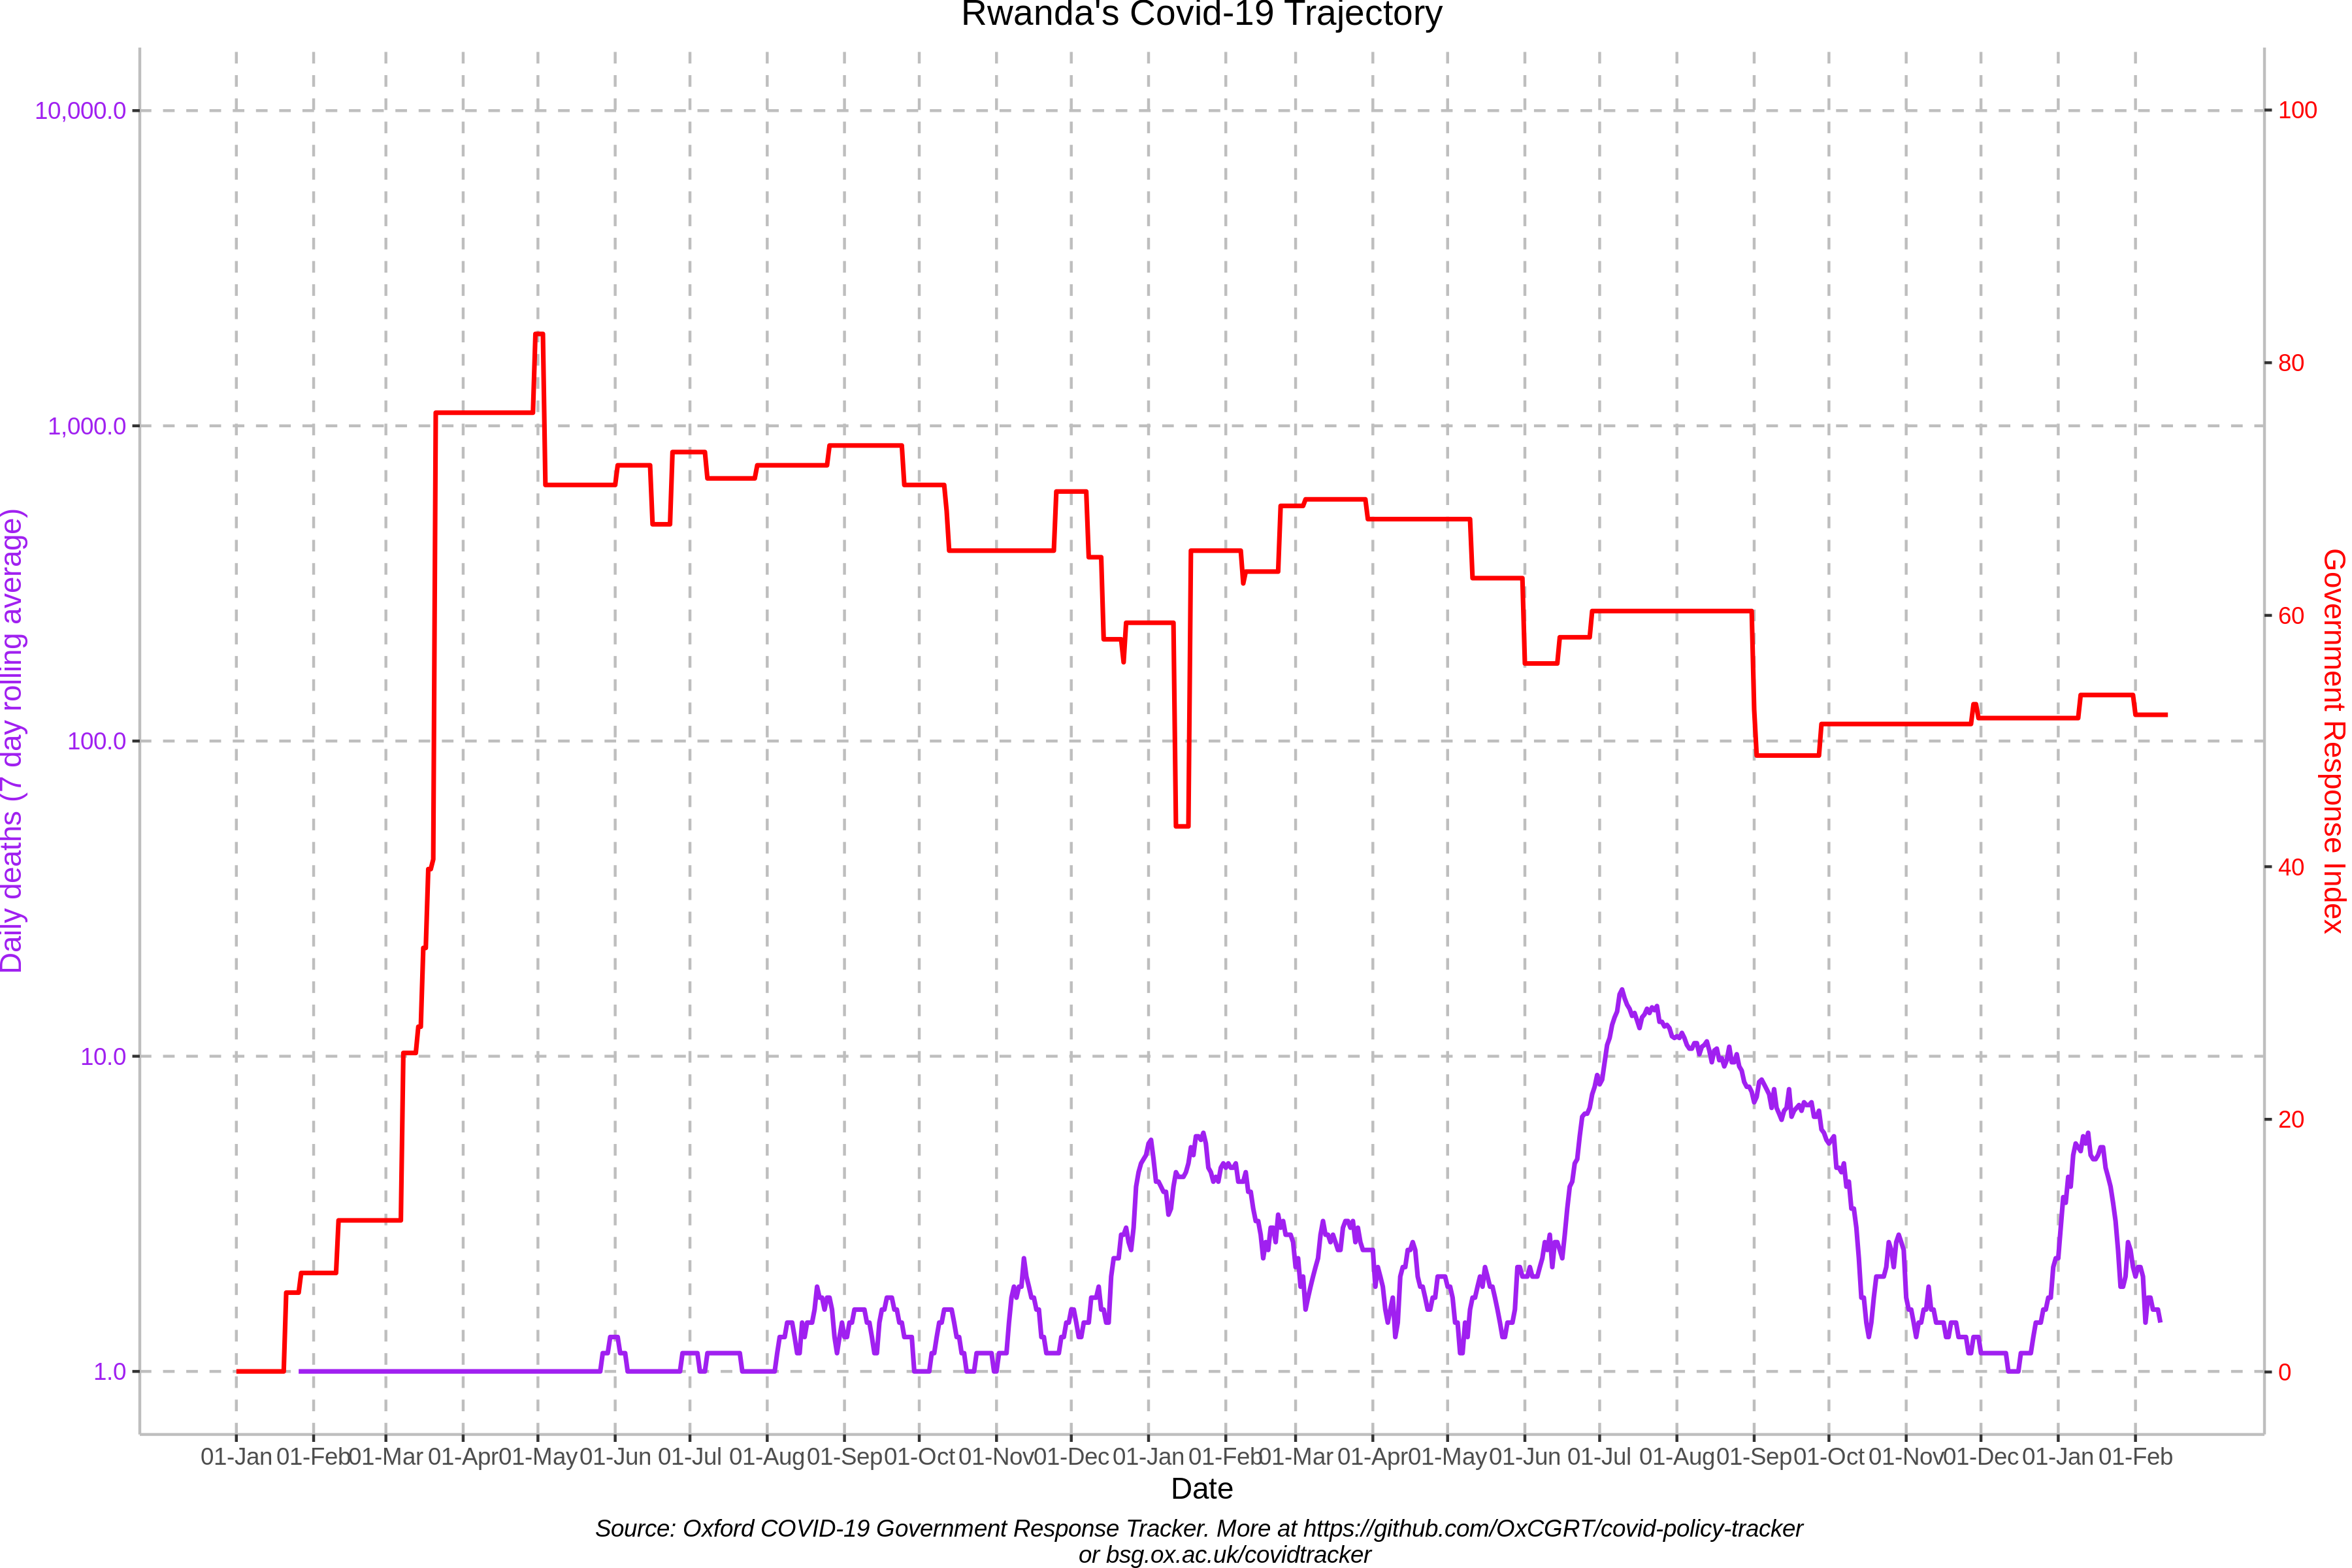 Rwanda's Covid-19 Trajectory
10,000.0
1,000.0
100.0
10.0
1.0
Daily deaths (7 day rolling average)
100
80
60
40
20
0
Government Response Index
01-Jan 01-Feb 01-Mar 01-Apr 01-May 01-Jun 01-Jul 01-Aug 01-Sep 01-Oct 01-Nov 01-Dec 01-Jan 01-Feb 01-Mar 01-Apr 01-May 01-Jun 01-Jul 01-Aug 01-Sep 01-Oct 01-Nov 01-Dec 01-Jan 01-Feb
Date
Source: Oxford COVID-19 Government Response Tracker. More at https://github.com/OxCGRT/covid-policy-tracker
or bsg.ox.ac.uk/covidtracker